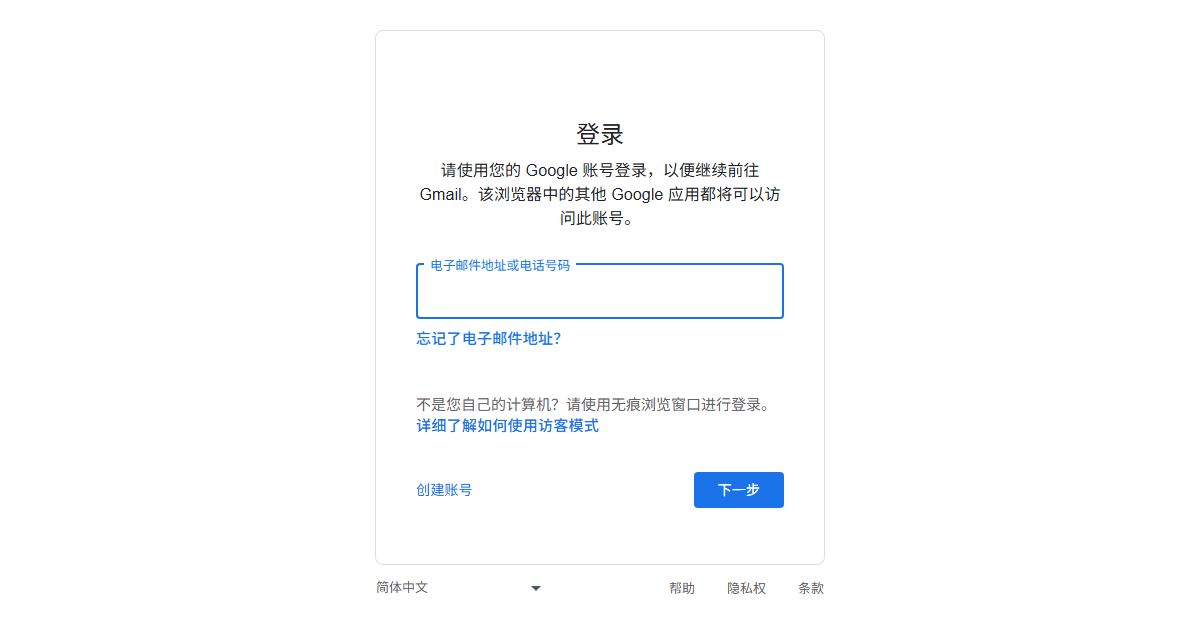 登录
请使用您的 Google 账号登录，以便继续前往
Gmail。该浏览器中的其他 Google 应用都将可以访
问此账号。
电子邮件地址或电话号码
忘记了电子邮件地址？
不是您自己的计算机？请使用无痕浏览窗口进行登录。
详细了解如何使用访客模式
创建账号
下一步
简体中文
帮助
隐私权
条款